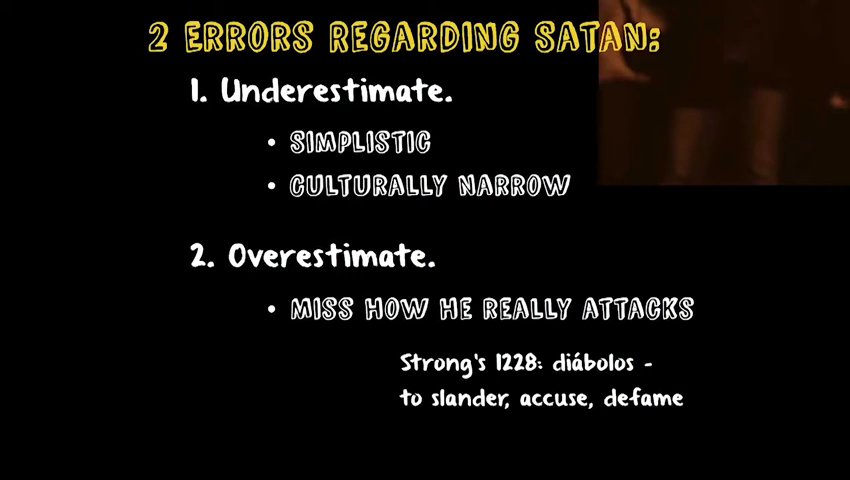 2 ERRORS REGARDING SATAN:
1. Underestimate.
• SIMPLISTIC
• CULTURALLY NARROW
2. Overestimate.
• MISS HOW HE REALLY ATTACKS
Strong's 1228: diábolos -
to slander, accuse, defame